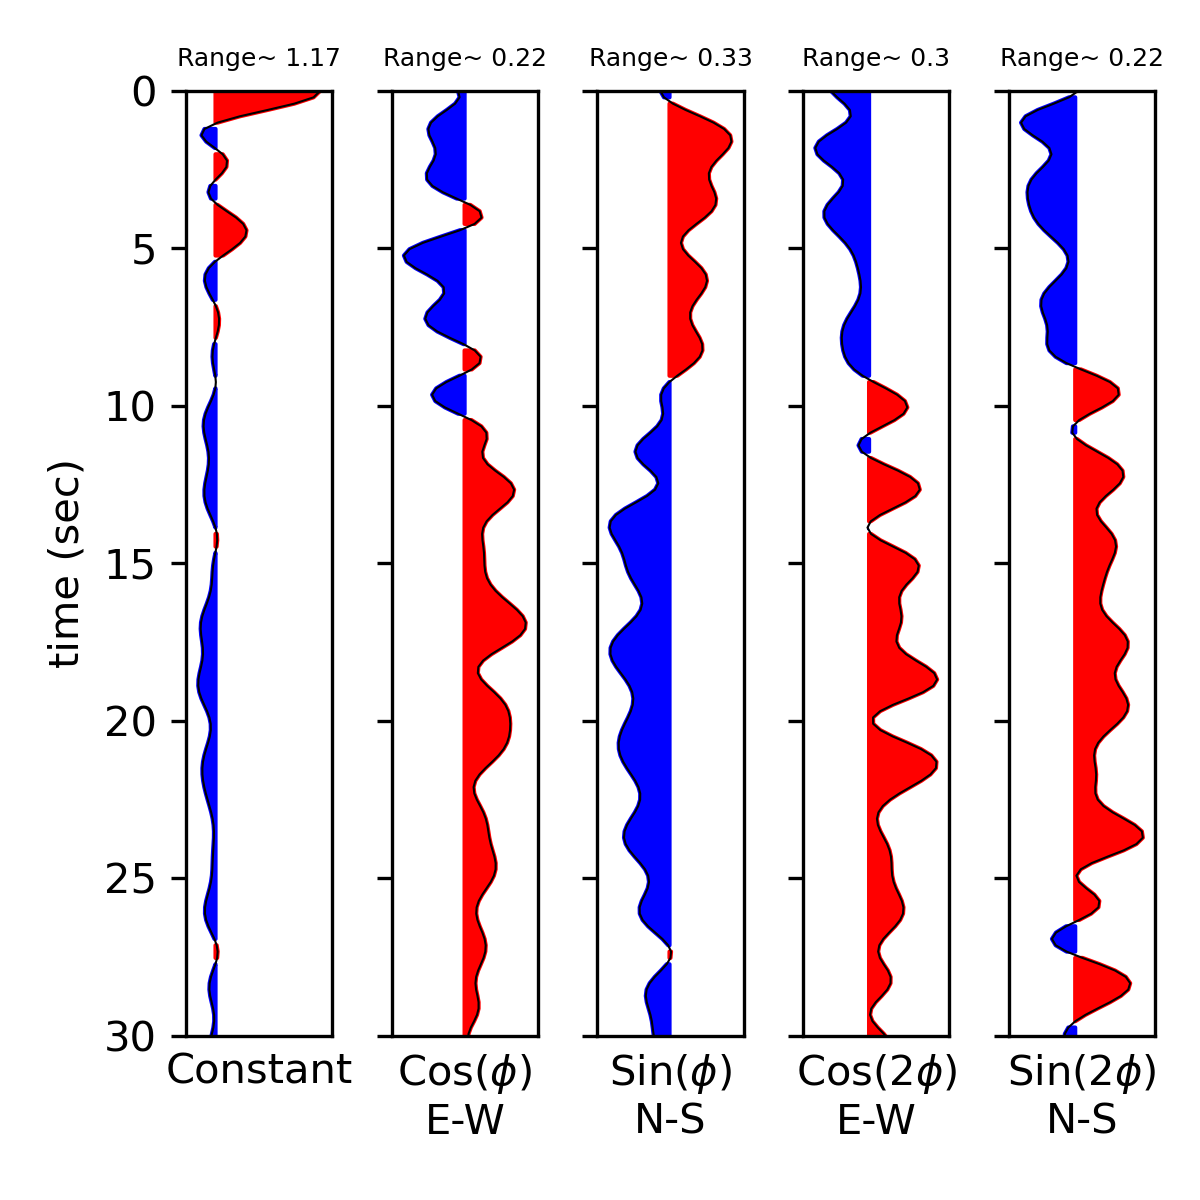 Range~ 1.17 Range~ 0.22 Range~ 0.33 Range~ 0.3 Range~ 0.22
0
5
10
15
20
25
30
time (sec)
Constant Cos(ϕ) Sin(ϕ) Cos(2ϕ) Sin(2ϕ)
E-W N-S E-W N-S